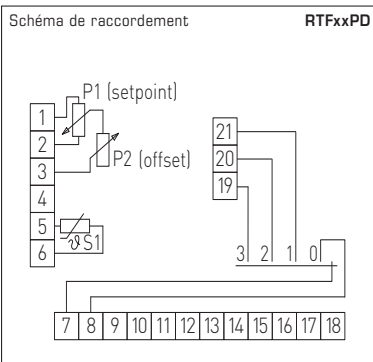 Schéma de raccordement RTFxxPD
P1 (setpoint)
1
2
3
4
5
6
P2 (offset)
ϑ S1
21
20
19
3 2 1 0
7 8 9 10 11 12 13 14 15 16 17 18